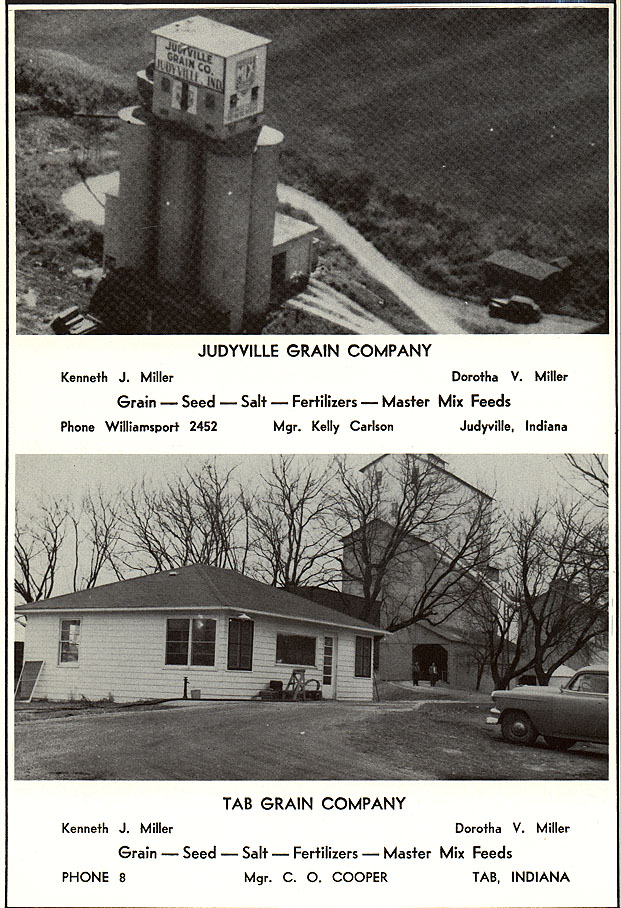 JUDYVILLE
GRAIN CO.
JUDYVILLE, IND.
JUDYVILLE GRAIN COMPANY
Kenneth J. Miller Dorotha V. Miller
Grain — Seed — Salt — Fertilizers — Master Mix Feeds
Phone Williamsport 2452 Mgr. Kelly Carlson Judyville, Indiana
TAB GRAIN COMPANY
Kenneth J. Miller Dorotha V. Miller
Grain — Seed — Salt — Fertilizers — Master Mix Feeds
PHONE 8 Mgr. C. O. COOPER TAB, INDIANA